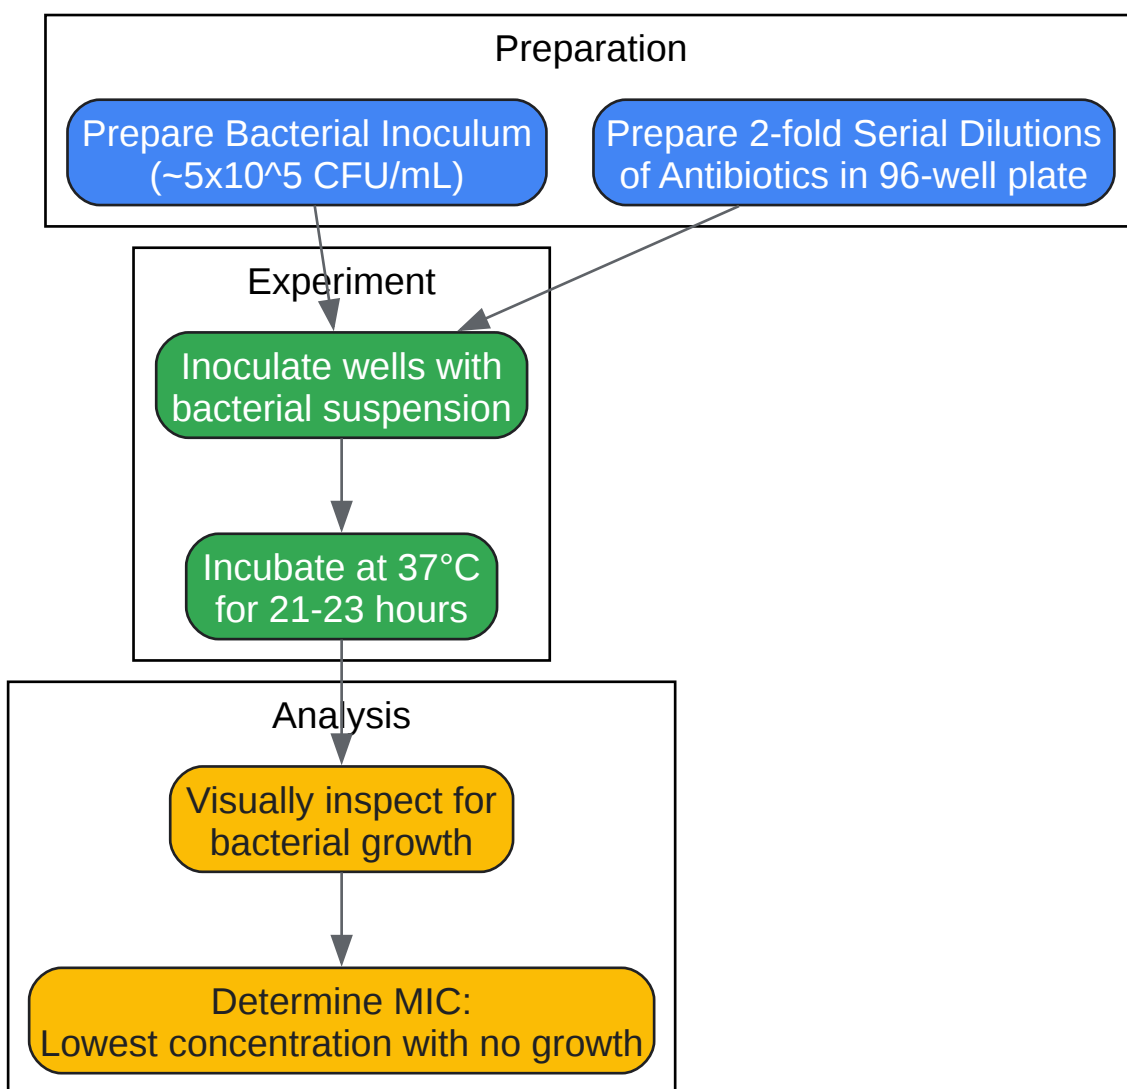 Preparation
Prepare Bacterial Inoculum
(~5x10^5 CFU/mL)
Prepare 2-fold Serial Dilutions
of Antibiotics in 96-well plate
Experiment
Inoculate wells with
bacterial suspension
Incubate at 37°C
for 21-23 hours
Analysis
Visually inspect for
bacterial growth
Determine MIC:
Lowest concentration with no growth